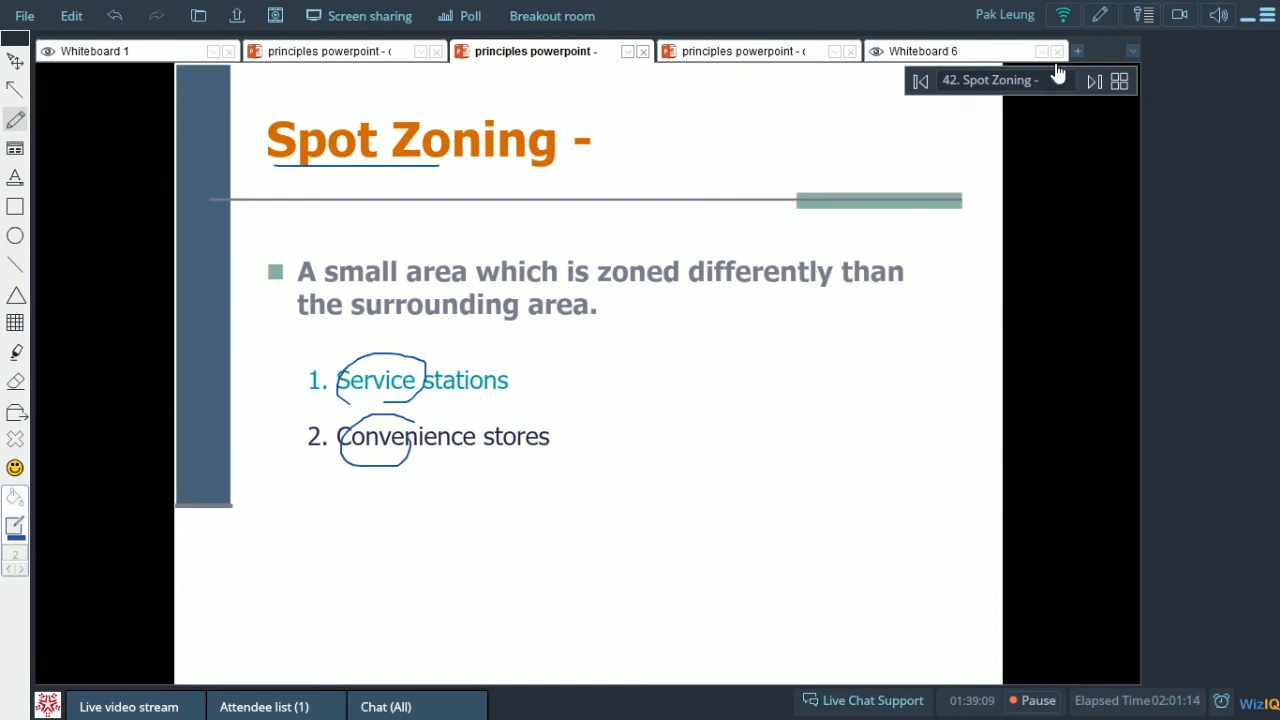 File Edit Screen sharing Poll Breakout room Pak Leung
Whiteboard 1 principles powerpoint - principles powerpoint - principles powerpoint - Whiteboard 6
42. Spot Zoning -
Spot Zoning -
A small area which is zoned differently than
the surrounding area.
1. Service stations
2. Convenience stores
2
Live video stream Attendee list (1) Chat (All) Live Chat Support 01:39:09 Pause Elapsed Time 02:01:14 WizIQ